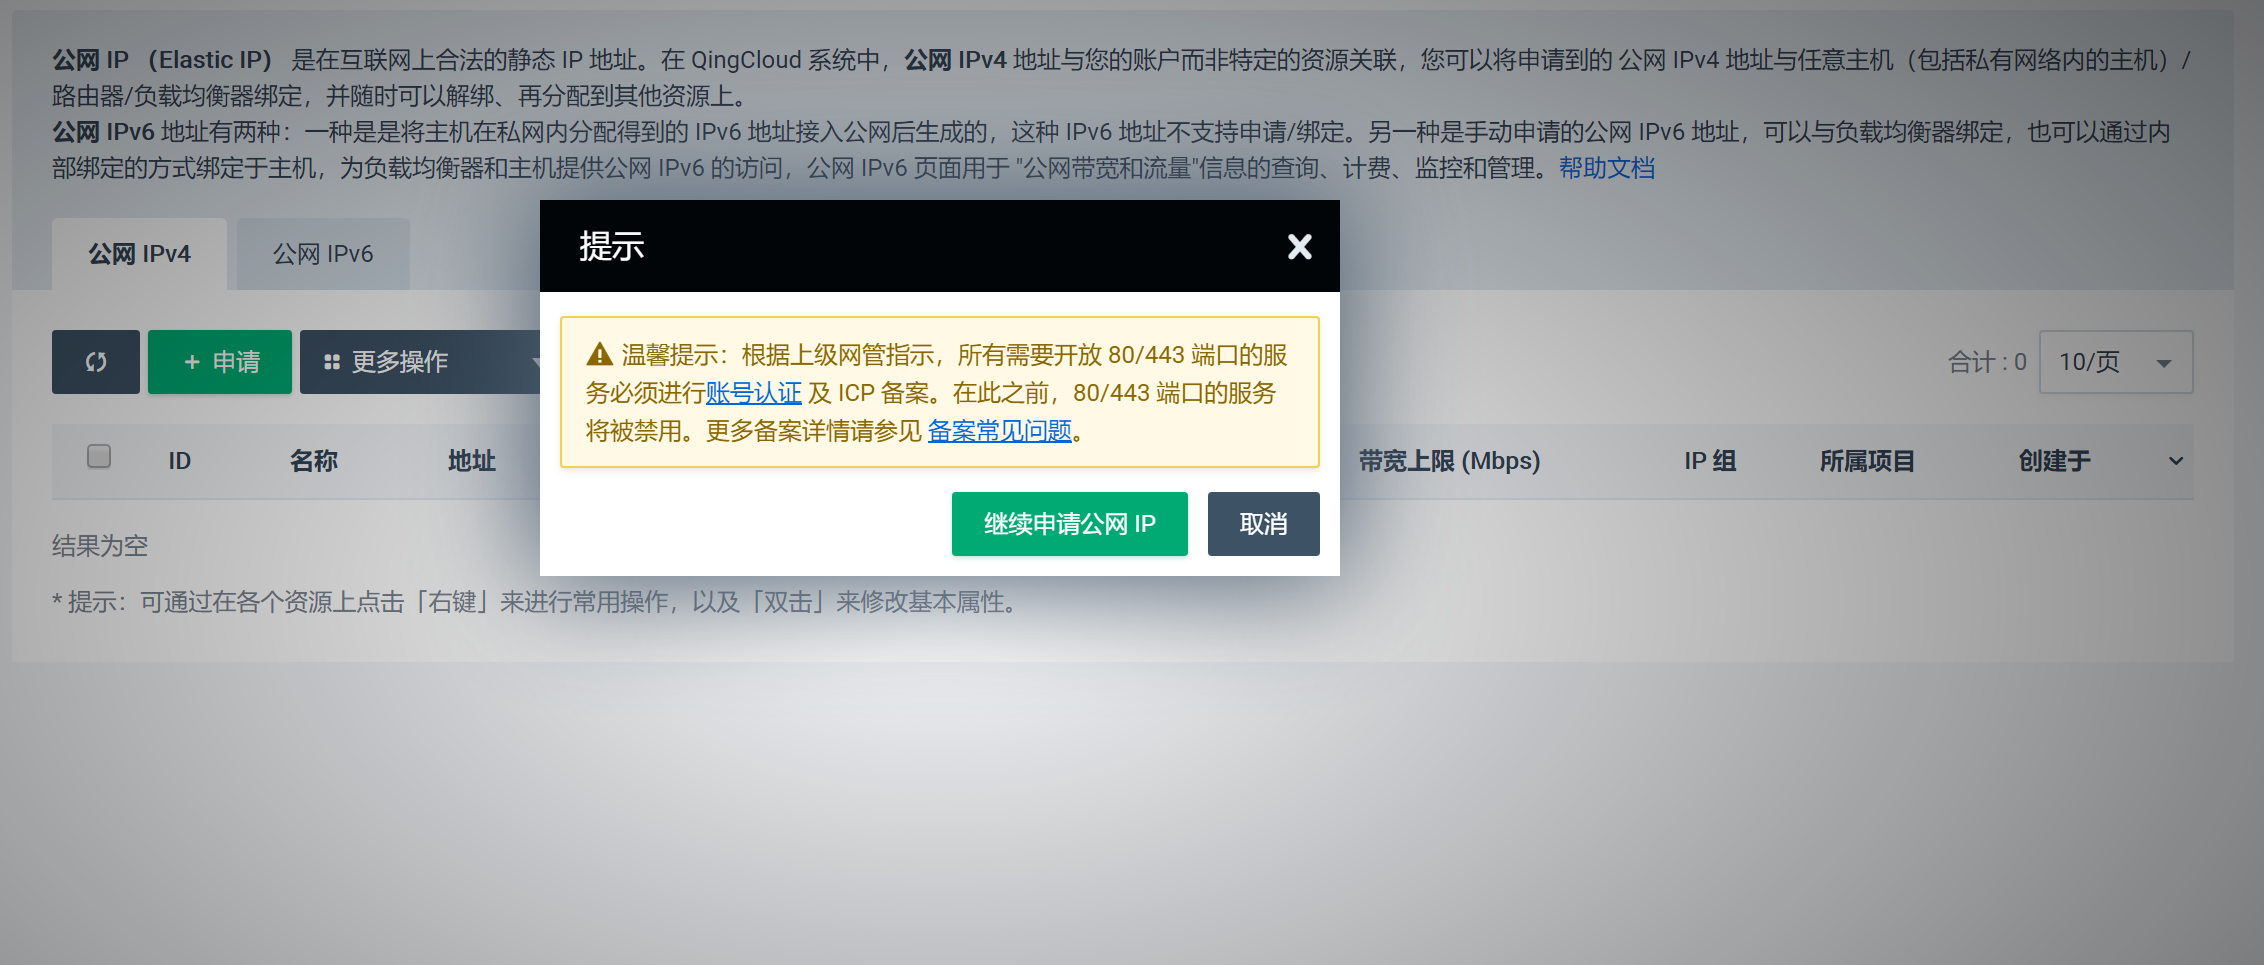 公网 IP （Elastic IP） 是在互联网上合法的静态 IP 地址。在 QingCloud 系统中，公网 IPv4 地址与您的账户而非特定的资源关联，您可以将申请到的 公网 IPv4 地址与任意主机（包括私有网络内的主机）/
路由器/负载均衡器绑定，并随时可以解绑、再分配到其他资源上。
公网 IPv6 地址有两种：一种是是将主机在私网内分配得到的 IPv6 地址接入公网后生成的，这种 IPv6 地址不支持申请/绑定。另一种是手动申请的公网 IPv6 地址，可以与负载均衡器绑定，也可以通过内
部绑定的方式绑定于主机，为负载均衡器和主机提供公网 IPv6 的访问，公网 IPv6 页面用于 "公网带宽和流量"信息的查询、计费、监控和管理。帮助文档
公网 IPv4 公网 IPv6
提示
温馨提示：根据上级网管指示，所有需要开放 80/443 端口的服
务必须进行账号认证 及 ICP 备案。在此之前，80/443 端口的服务
将被禁用。更多备案详情请参见 备案常见问题。
继续申请公网 IP 取消
+ 申请 更多操作 合计 : 0 10/页
ID 名称 地址 带宽上限 (Mbps) IP 组 所属项目 创建于
结果为空
* 提示：可通过在各个资源上点击「右键」来进行常用操作，以及「双击」来修改基本属性。